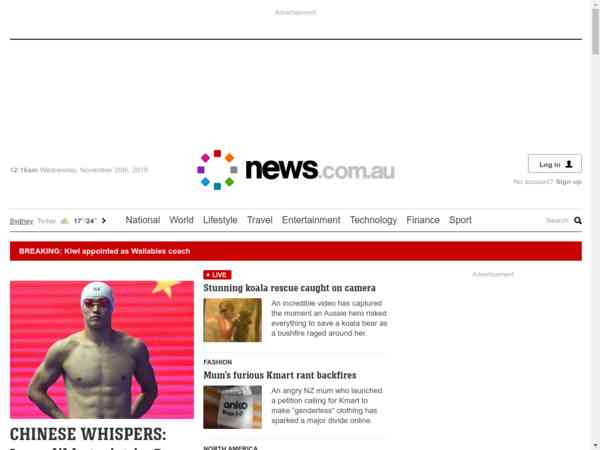 Advertisement
12:16am Wednesday, November 20th, 2019
news.com.au
Log in
No account? Sign up
Sydney Today 17°/24°
National World Lifestyle Travel Entertainment Technology Finance Sport
Search
BREAKING: Kiwi appointed as Wallabies coach
Advertisement
LIVE
Stunning koala rescue caught on camera
An incredible video has captured
the moment an Aussie hero risked
everything to save a koala bear as
a bushfire raged around her.
FASHION
Mum's furious Kmart rant backfires
anko
An angry NZ mum who launched
a petition calling for Kmart to
make "genderless" clothing has
sparked a major divide online.
CHINESE WHISPERS:
NORTH AMERICA